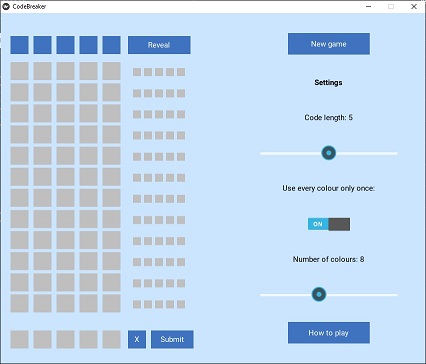 CodeBreaker
Reveal
New game
Settings
Code length: 5
Use every colour only once:
ON
Number of colours: 8
X
Submit
How to play